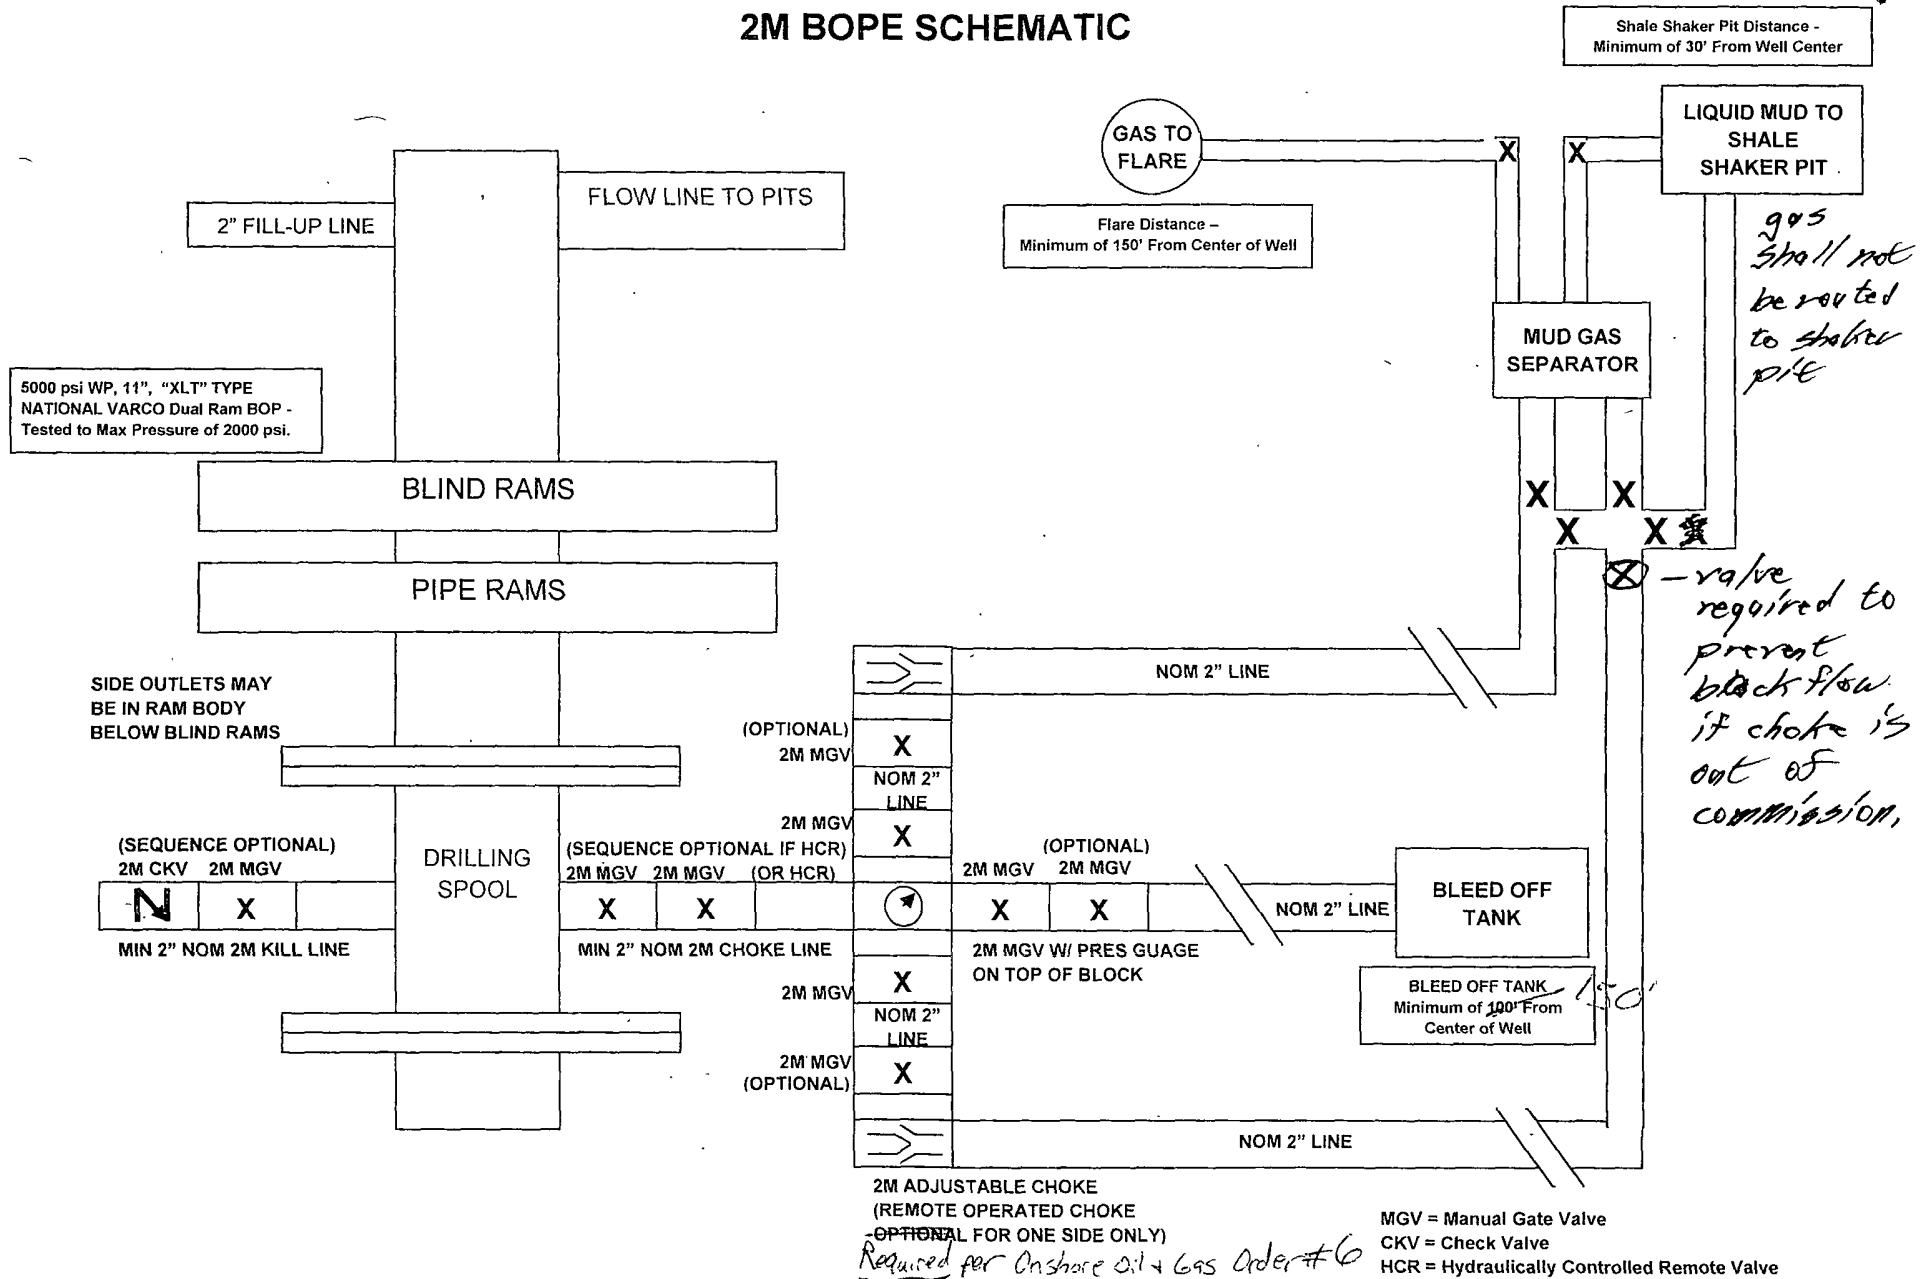 2M BOPE SCHEMATIC
Shale Shaker Pit Distance -
Minimum of 30' From Well Center
GAS TO
FLARE
LIQUID MUD TO
SHALE
SHAKER PIT
FLOW LINE TO PITS
2" FILL-UP LINE
Flare Distance –
Minimum of 150' From Center of Well
gas
shall not
be routed
to shaker
pit
MUD GAS
SEPARATOR
5000 psi WP, 11", "XLT" TYPE
NATIONAL VARCO Dual Ram BOP -
Tested to Max Pressure of 2000 psi.
BLIND RAMS
X X
X X
PIPE RAMS
X - valve
required to
prevent
backflow
if choke is
out of
commission.
NOM 2" LINE
SIDE OUTLETS MAY
BE IN RAM BODY
BELOW BLIND RAMS
(OPTIONAL)
2M MGV
X
NOM 2"
LINE
2M MGV
X
(SEQUENCE OPTIONAL)
2M CKV 2M MGV
X
MIN 2" NOM 2M KILL LINE
DRILLING
SPOOL
(SEQUENCE OPTIONAL IF HCR)
2M MGV 2M MGV (OR HCR)
X X
MIN 2" NOM 2M CHOKE LINE
(OPTIONAL)
2M MGV 2M MGV
X X
NOM 2" LINE
2M MGV W/ PRES GUAGE
ON TOP OF BLOCK
BLEED OFF
TANK
BLEED OFF TANK
Minimum of 100' From 150'
Center of Well
2M MGV
X
NOM 2"
LINE
2M MGV
(OPTIONAL)
X
NOM 2" LINE
2M ADJUSTABLE CHOKE
(REMOTE OPERATED CHOKE
-OPTIONAL FOR ONE SIDE ONLY)
Required per Onshore Oil & Gas Order #6
MGV = Manual Gate Valve
CKV = Check Valve
HCR = Hydraulically Controlled Remote Valve